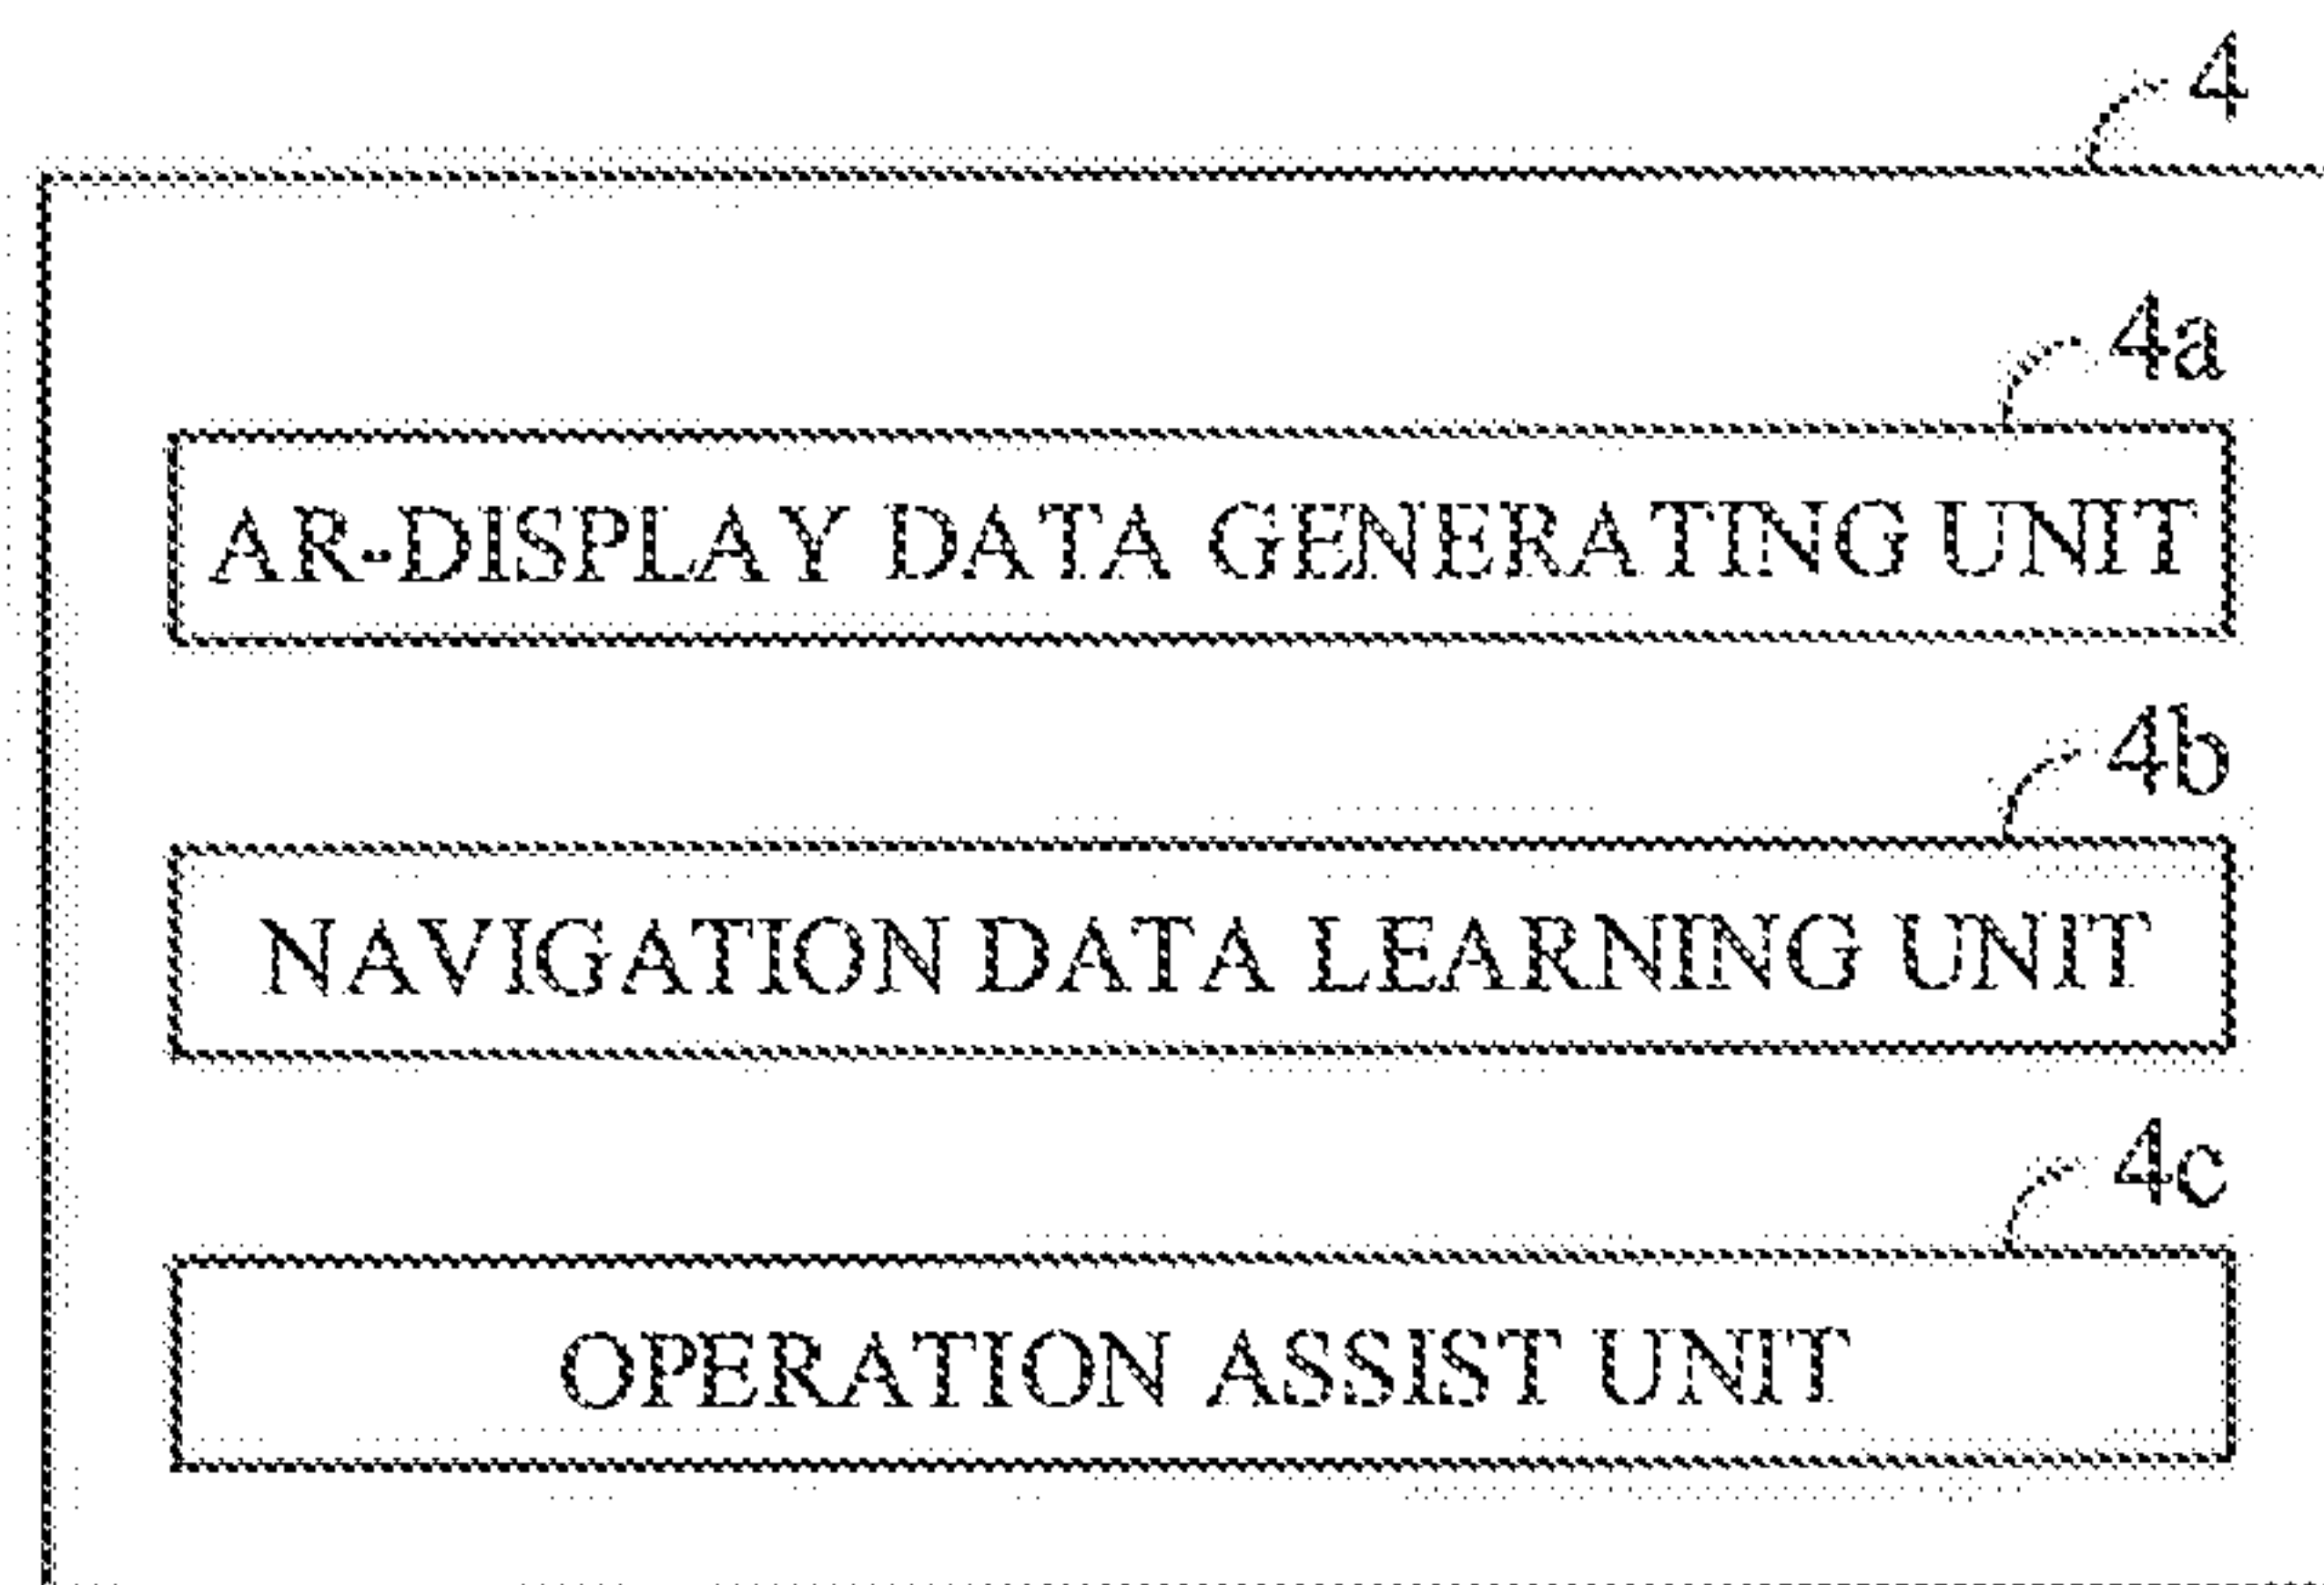 4
4a
AR-DISPLAY DATA GENERATING UNIT
4b
NAVIGATION DATA LEARNING UNIT
4c
OPERATION ASSIST UNIT